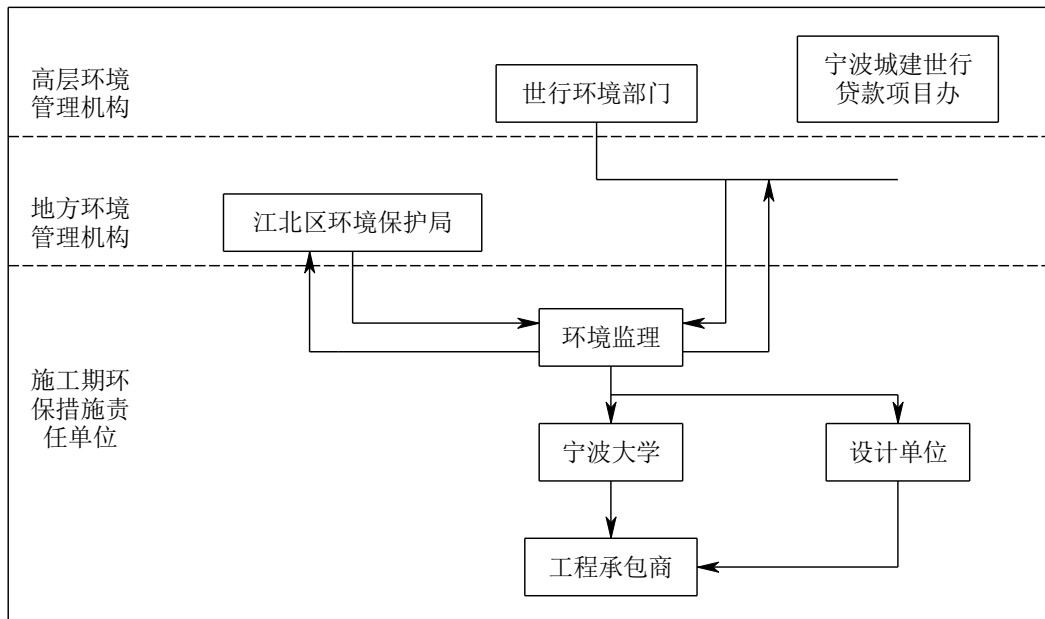 高层环境
管理机构
世行环境部门
宁波城建世行
贷款项目办
地方环境
管理机构
江北区环境保护局
施工期环
保措施责
任单位
环境监理
宁波大学
设计单位
工程承包商